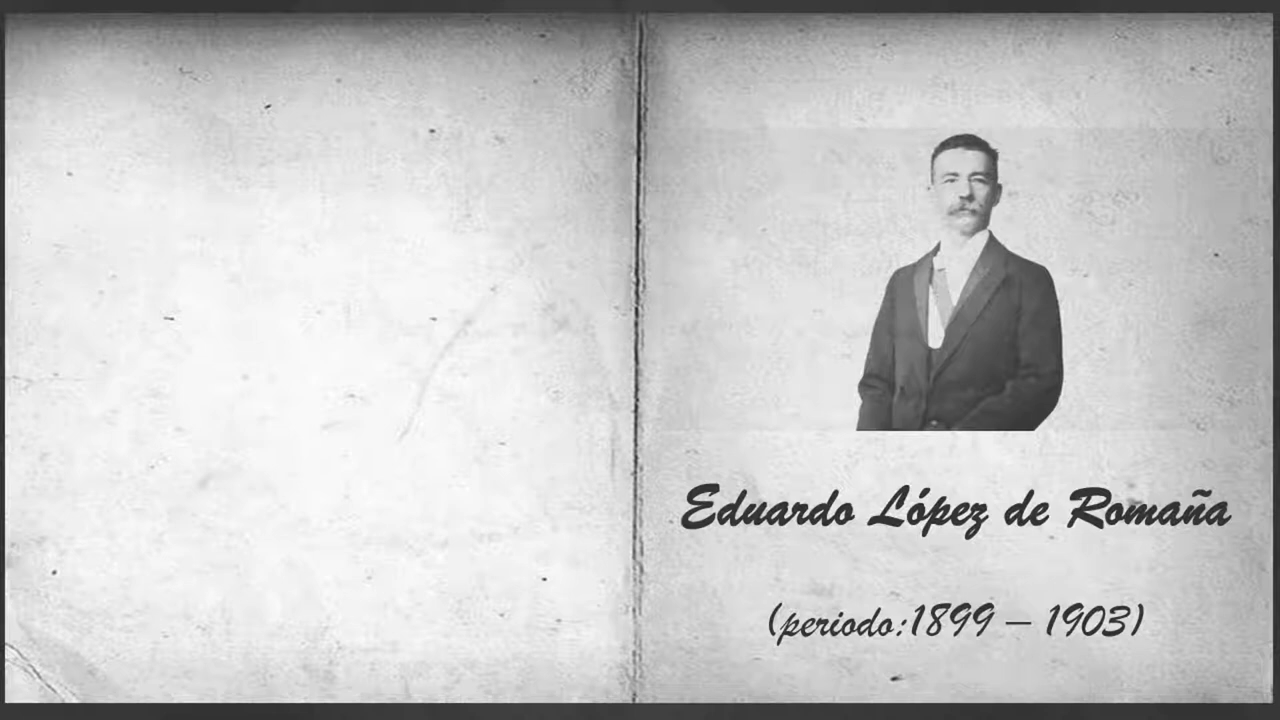 Eduardo López de Romaña
(periodo:1899 – 1903)